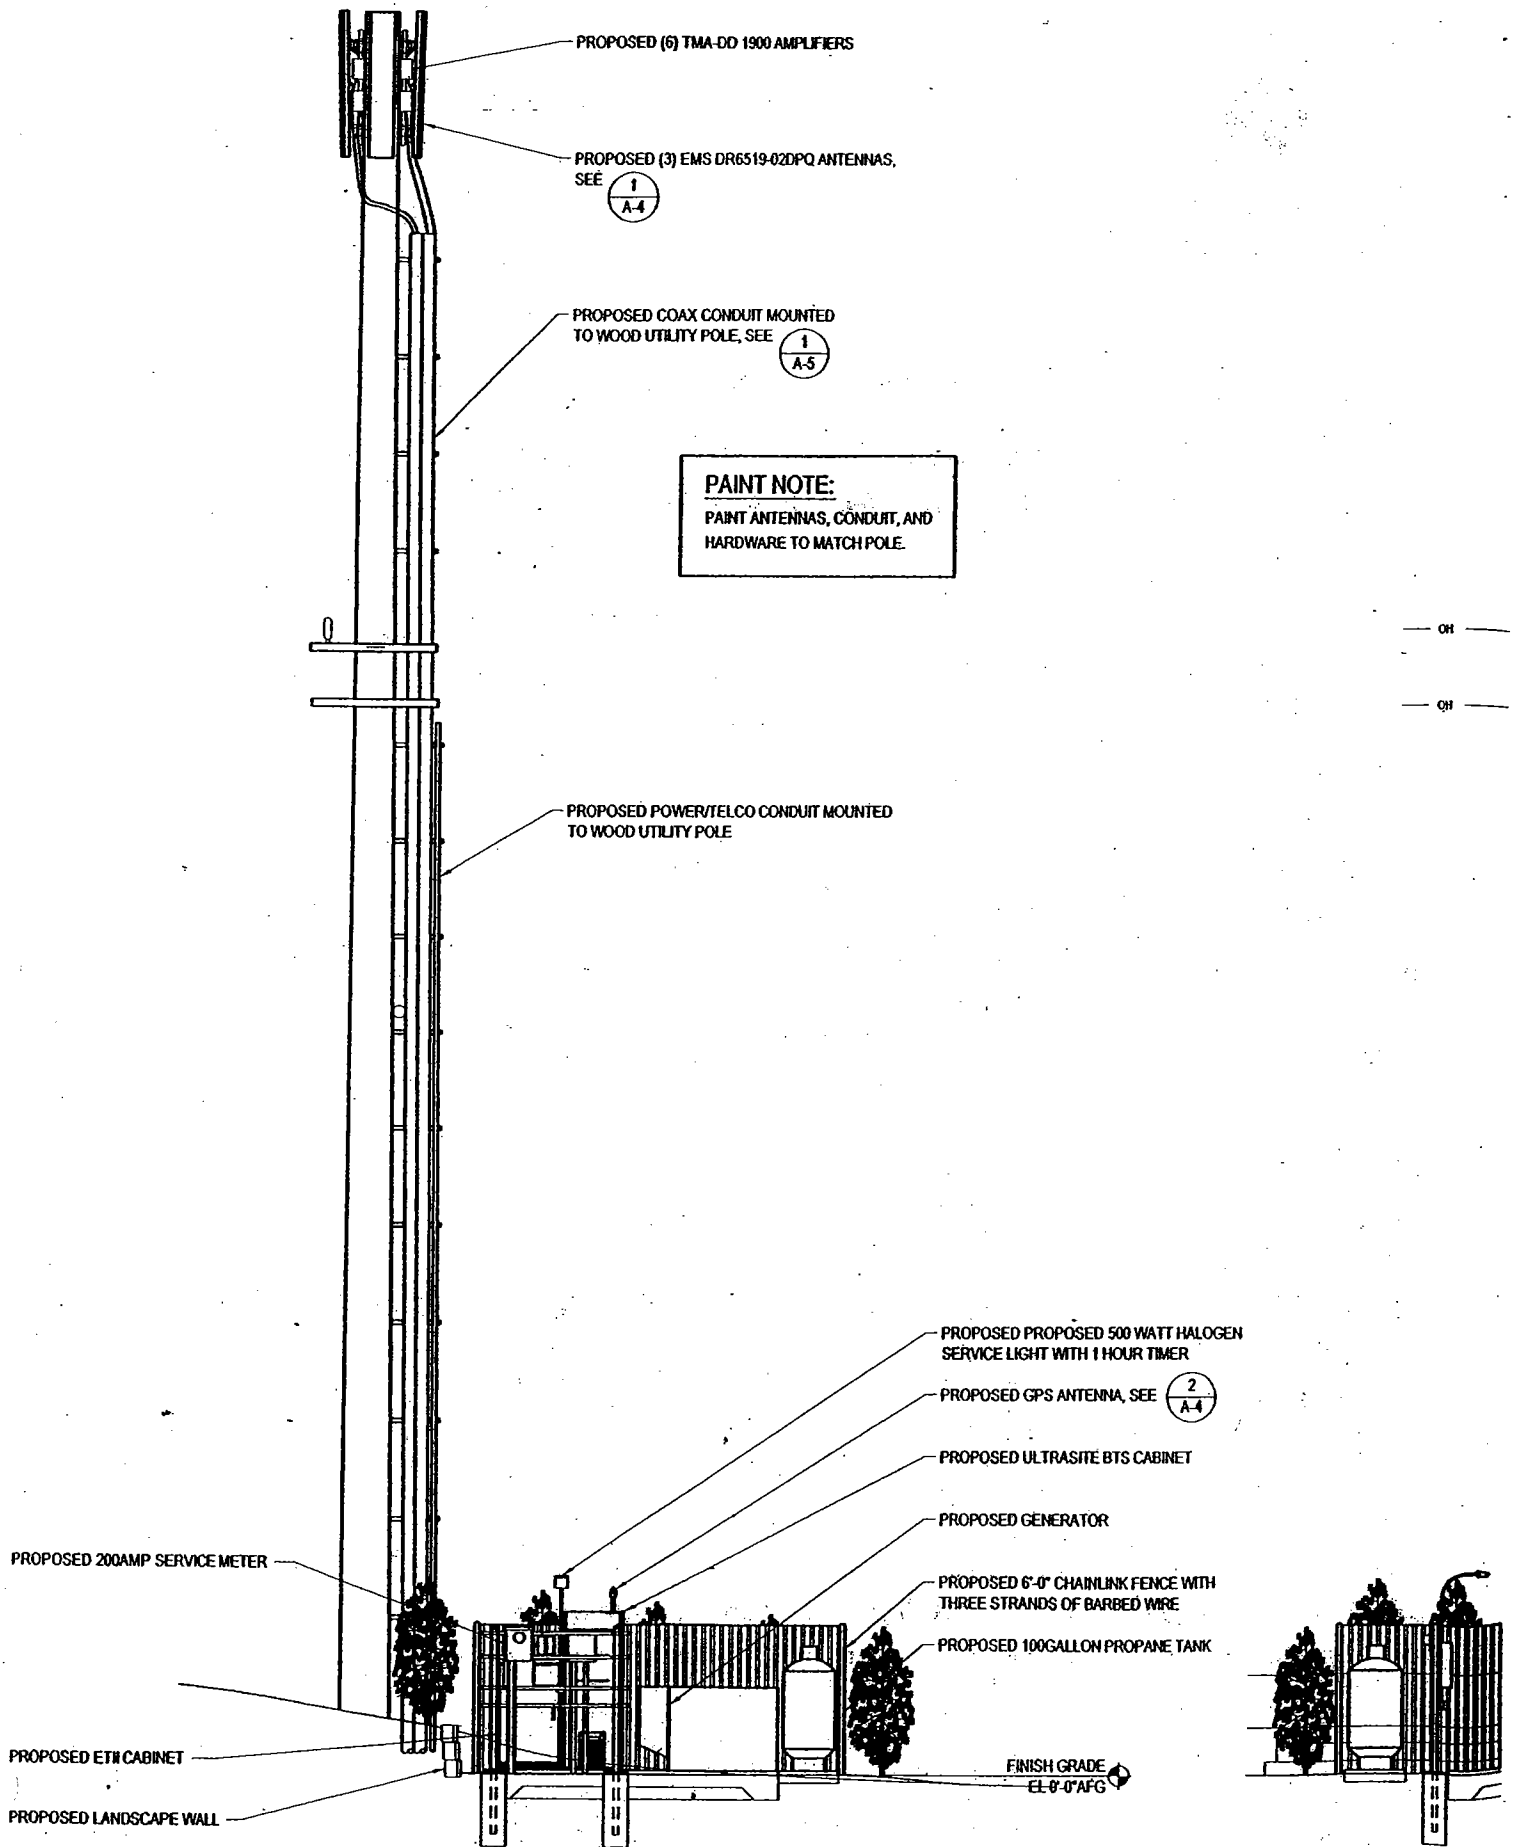 PROPOSED (6) TMA-DD 1900 AMPLIFIERS
PROPOSED (3) EMS DR6519-02DPQ ANTENNAS,
SEE
1
A-4
PROPOSED COAX CONDUIT MOUNTED
TO WOOD UTILITY POLE, SEE
1
A-5
PAINT NOTE:
PAINT ANTENNAS, CONDUIT, AND
HARDWARE TO MATCH POLE.
OH
OH
PROPOSED POWER/TELCO CONDUIT MOUNTED
TO WOOD UTILITY POLE
PROPOSED PROPOSED 500 WATT HALOGEN
SERVICE LIGHT WITH 1 HOUR TIMER
PROPOSED GPS ANTENNA, SEE
2
A-4
PROPOSED ULTRASITE BTS CABINET
PROPOSED GENERATOR
PROPOSED 200AMP SERVICE METER
PROPOSED 6'-0" CHAINLINK FENCE WITH
THREE STRANDS OF BARBED WIRE
PROPOSED 100GALLON PROPANE TANK
PROPOSED CABINET
FINISH GRADE
EL 0'-0" AFG
PROPOSED LANDSCAPE WALL